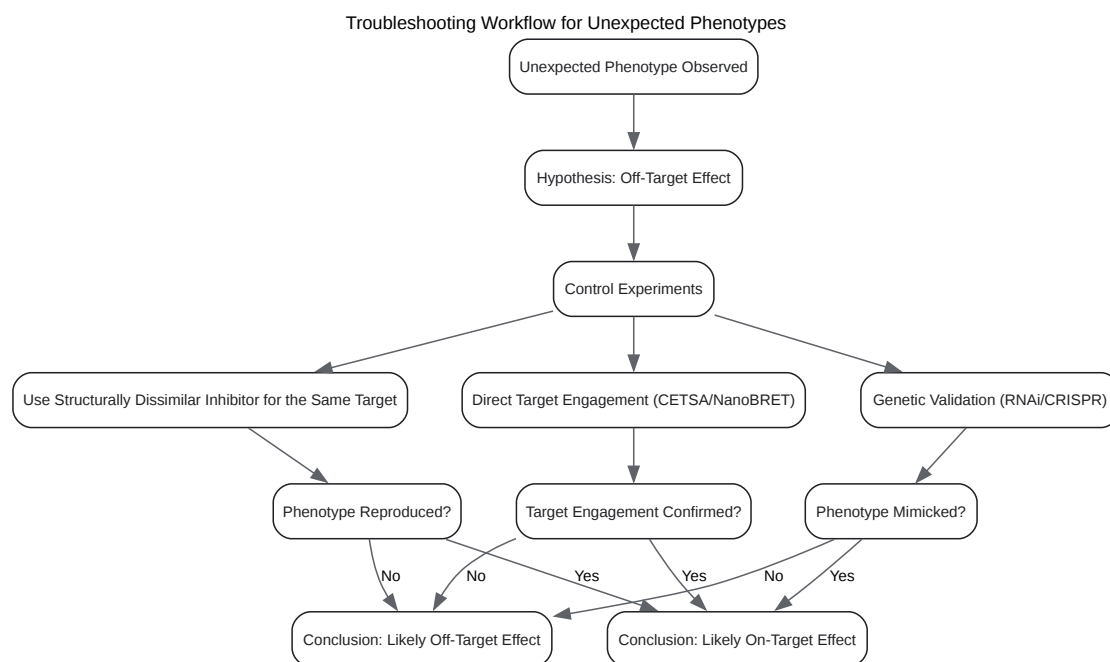 Troubleshooting Workflow for Unexpected Phenotypes
Unexpected Phenotype Observed
Hypothesis: Off-Target Effect
Control Experiments
Use Structurally Dissimilar Inhibitor for the Same Target
Direct Target Engagement (CETSA/NanoBRET)
Genetic Validation (RNAi/CRISPR)
Phenotype Reproduced?
Target Engagement Confirmed?
Phenotype Mimicked?
No
No
Yes
Yes
No
Yes
Conclusion: Likely Off-Target Effect
Conclusion: Likely On-Target Effect